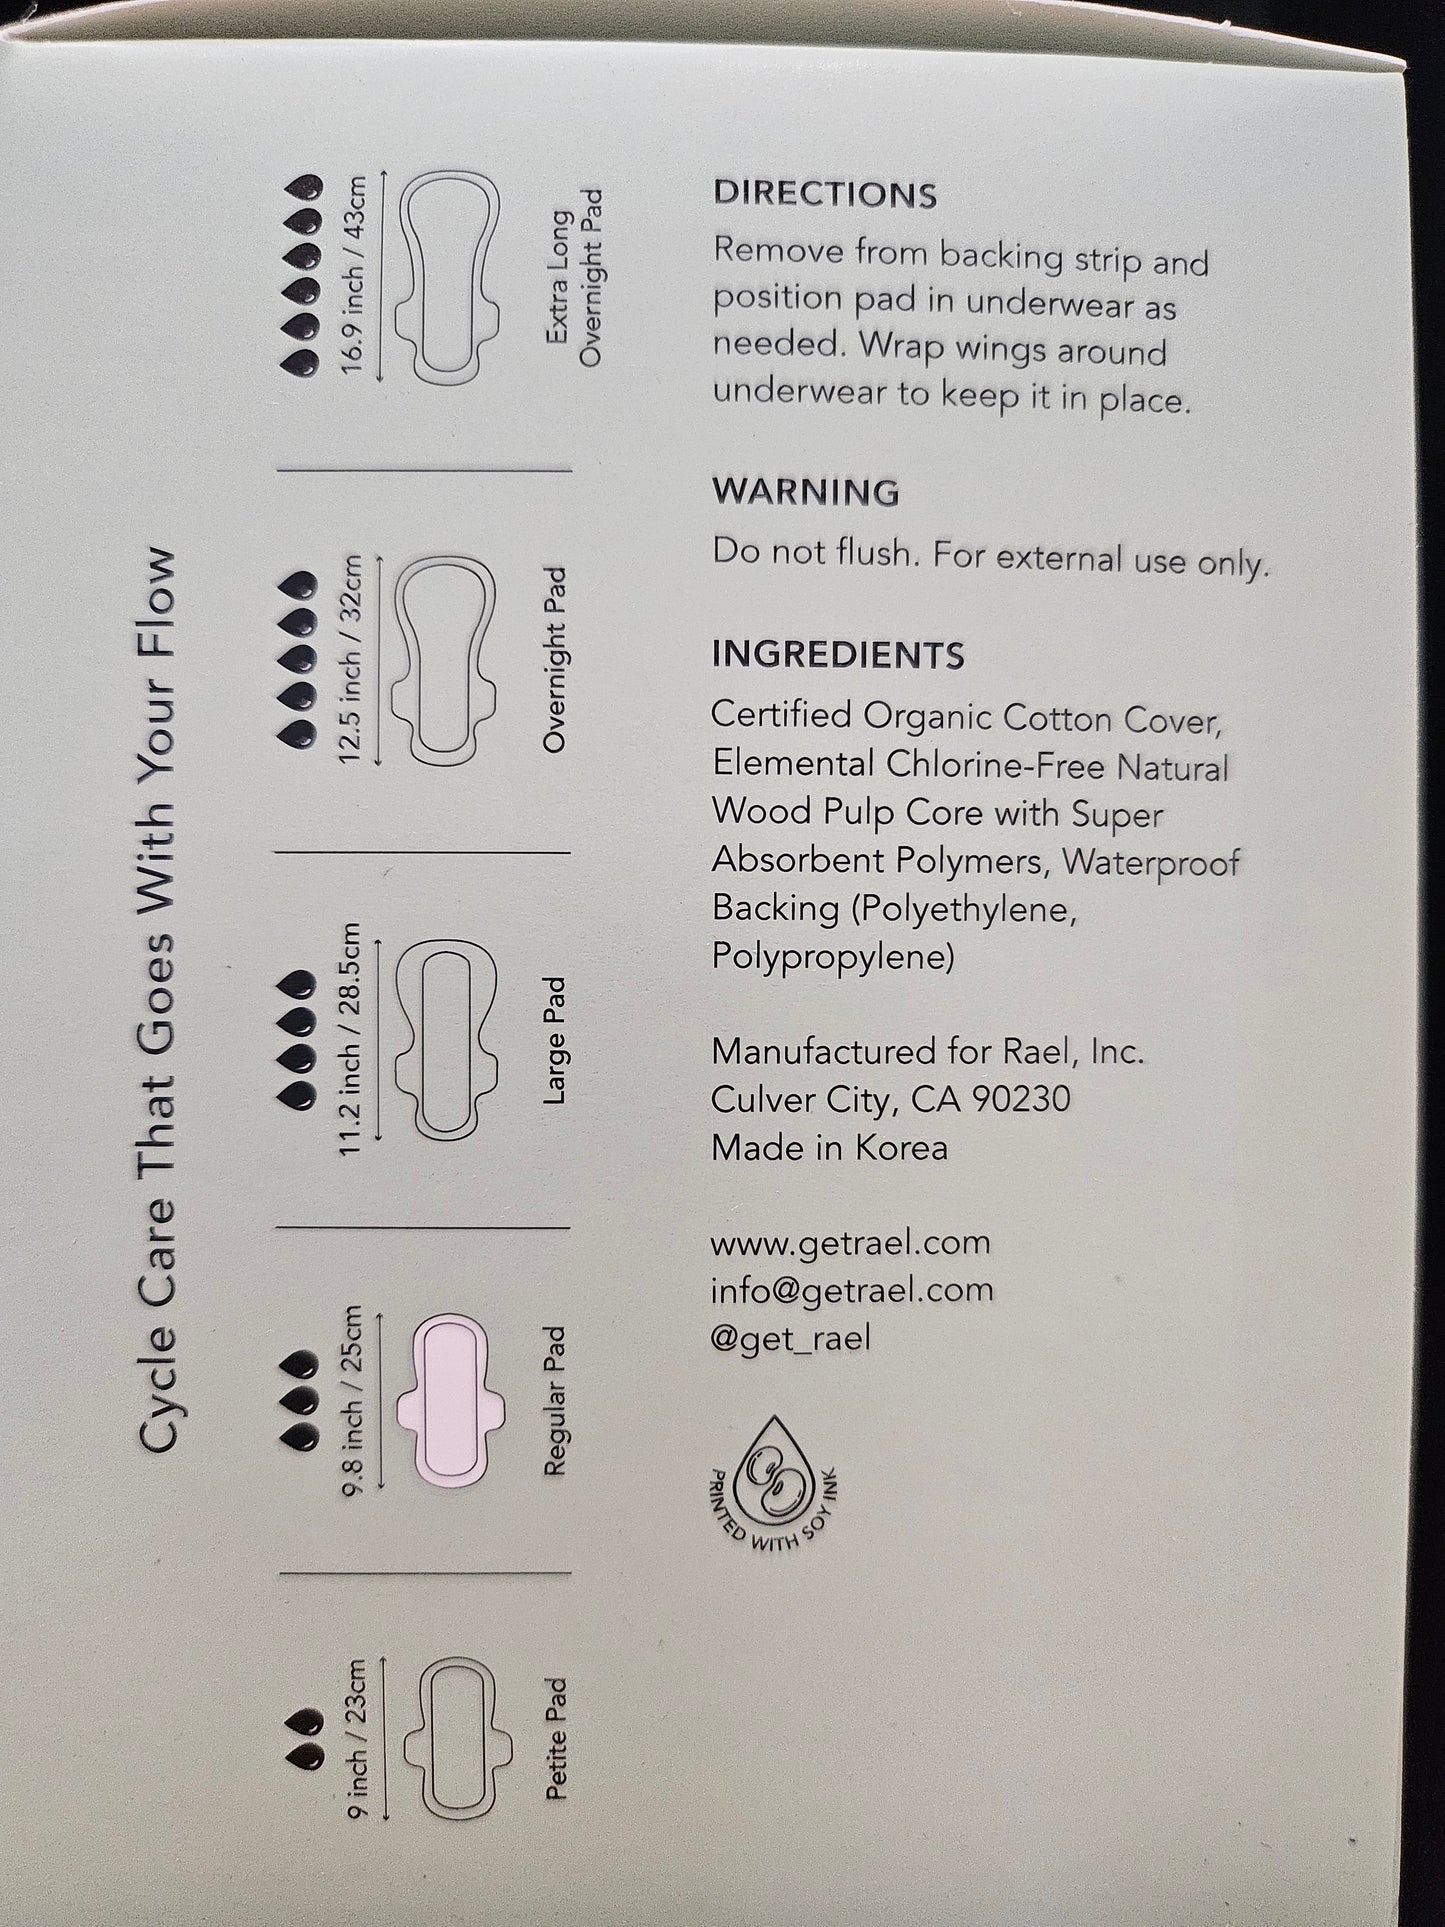 Cycle Care That Goes With Your Flow
9 inch / 23cm
Petite Pad
9.8 inch / 25cm
Regular Pad
11.2 inch / 28.5cm
Large Pad
12.5 inch / 32cm
Overnight Pad
16.9 inch / 43cm
Extra Long
Overnight Pad
DIRECTIONS
Remove from backing strip and
position pad in underwear as
needed. Wrap wings around
underwear to keep it in place.
WARNING
Do not flush. For external use only.
INGREDIENTS
Certified Organic Cotton Cover,
Elemental Chlorine-Free Natural
Wood Pulp Core with Super
Absorbent Polymers, Waterproof
Backing (Polyethylene,
Polypropylene)
Manufactured for Rael, Inc.
Culver City, CA 90230
Made in Korea
www.getrael.com
info@getrael.com
@get_rael
PRINTED WITH SOY INK